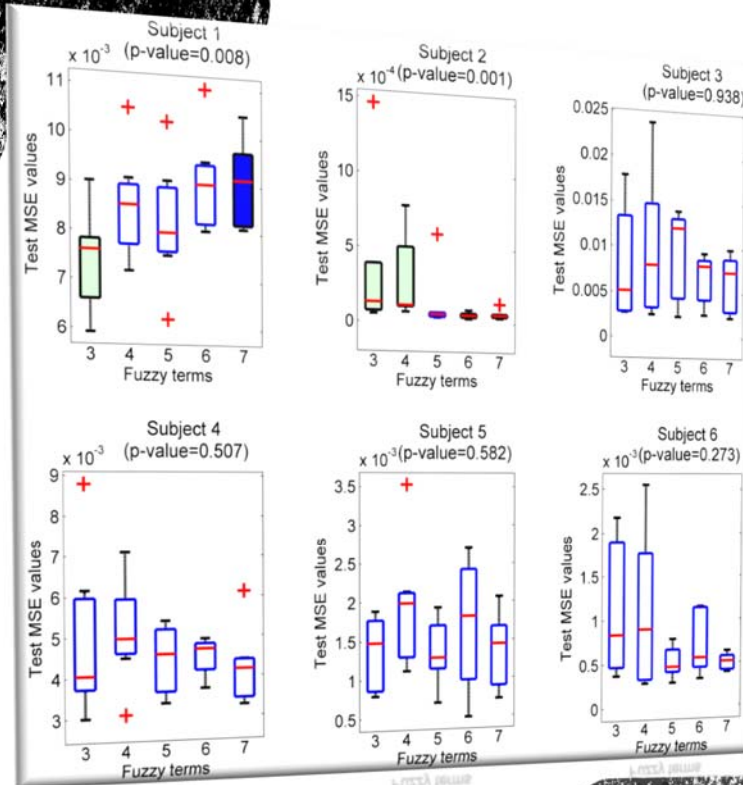 Subject 1
(p-value=0.008)
x 10⁻³
11
10
9
8
7
6
Test MSE values
3 4 5 6 7
Fuzzy terms
Subject 2
x 10⁻⁴ (p-value=0.001)
15
10
5
0
Test MSE values
3 4 5 6 7
Fuzzy terms
Subject 3
(p-value=0.938)
0.025
0.02
0.015
0.01
0.005
0
Test MSE values
3 4 5 6 7
Fuzzy terms
Subject 4
x 10⁻³ (p-value=0.507)
9
8
7
6
5
4
3
Test MSE values
3 4 5 6 7
Fuzzy terms
Subject 5
x 10⁻³ (p-value=0.582)
3.5
3
2.5
2
1.5
1
0.5
Test MSE values
3 4 5 6 7
Fuzzy terms
Subject 6
x 10⁻³ (p-value=0.273)
2.5
2
1.5
1
0.5
0
Test MSE values
3 4 5 6 7
Fuzzy terms